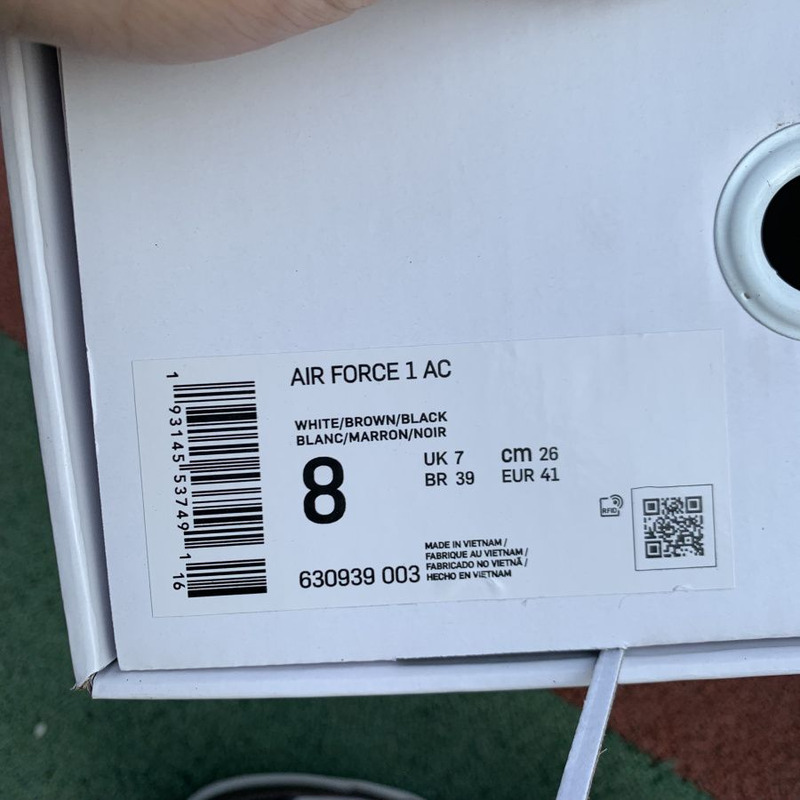 AIR FORCE 1 AC
WHITE/BROWN/BLACK
BLANC/MARRON/NOIR
8
UK 7 cm 26
BR 39 EUR 41
RFID
630939 003
MADE IN VIETNAM /
FABRIQUE AU VIETNAM /
FABRICADO NO VIETNÃ /
HECHO EN VIETNAM
1 93145 53749 1 16